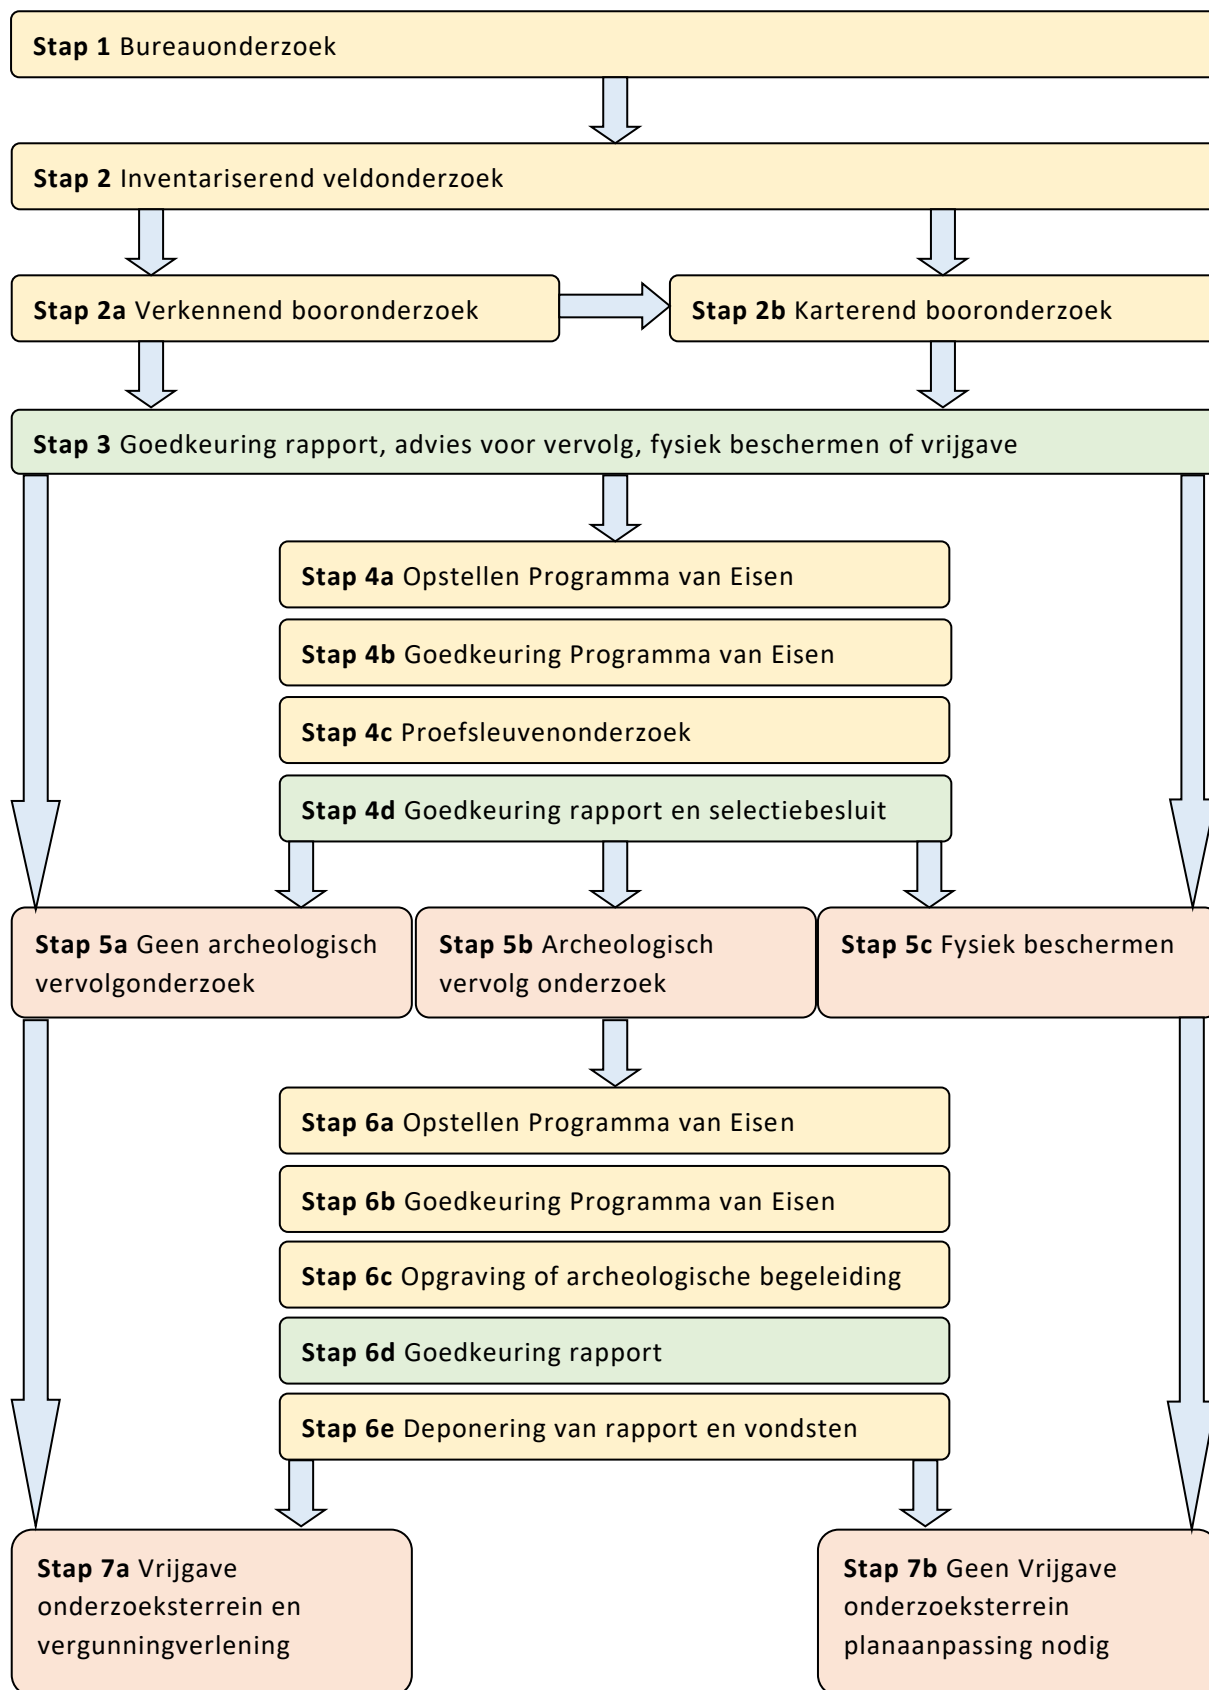 Stap 1 Bureauonderzoek
Stap 2 Inventariserend veldonderzoek
Stap 2a Verkennend booronderzoek
Stap 2b Karterend booronderzoek
Stap 3 Goedkeuring rapport, advies voor vervolg, fysiek beschermen of vrijgave
Stap 4a Opstellen Programma van Eisen
Stap 4b Goedkeuring Programma van Eisen
Stap 4c Proefsleuvenonderzoek
Stap 4d Goedkeuring rapport en selectiebesluit
Stap 5a Geen archeologisch
vervolgonderzoek
Stap 5b Archeologisch
vervolg onderzoek
Stap 5c Fysiek beschermen
Stap 6a Opstellen Programma van Eisen
Stap 6b Goedkeuring Programma van Eisen
Stap 6c Opgraving of archeologische begeleiding
Stap 6d Goedkeuring rapport
Stap 6e Deponering van rapport en vondsten
Stap 7a Vrijgave
onderzoeksterrein en
vergunningverlening
Stap 7b Geen Vrijgave
onderzoeksterrein
planaanpassing nodig